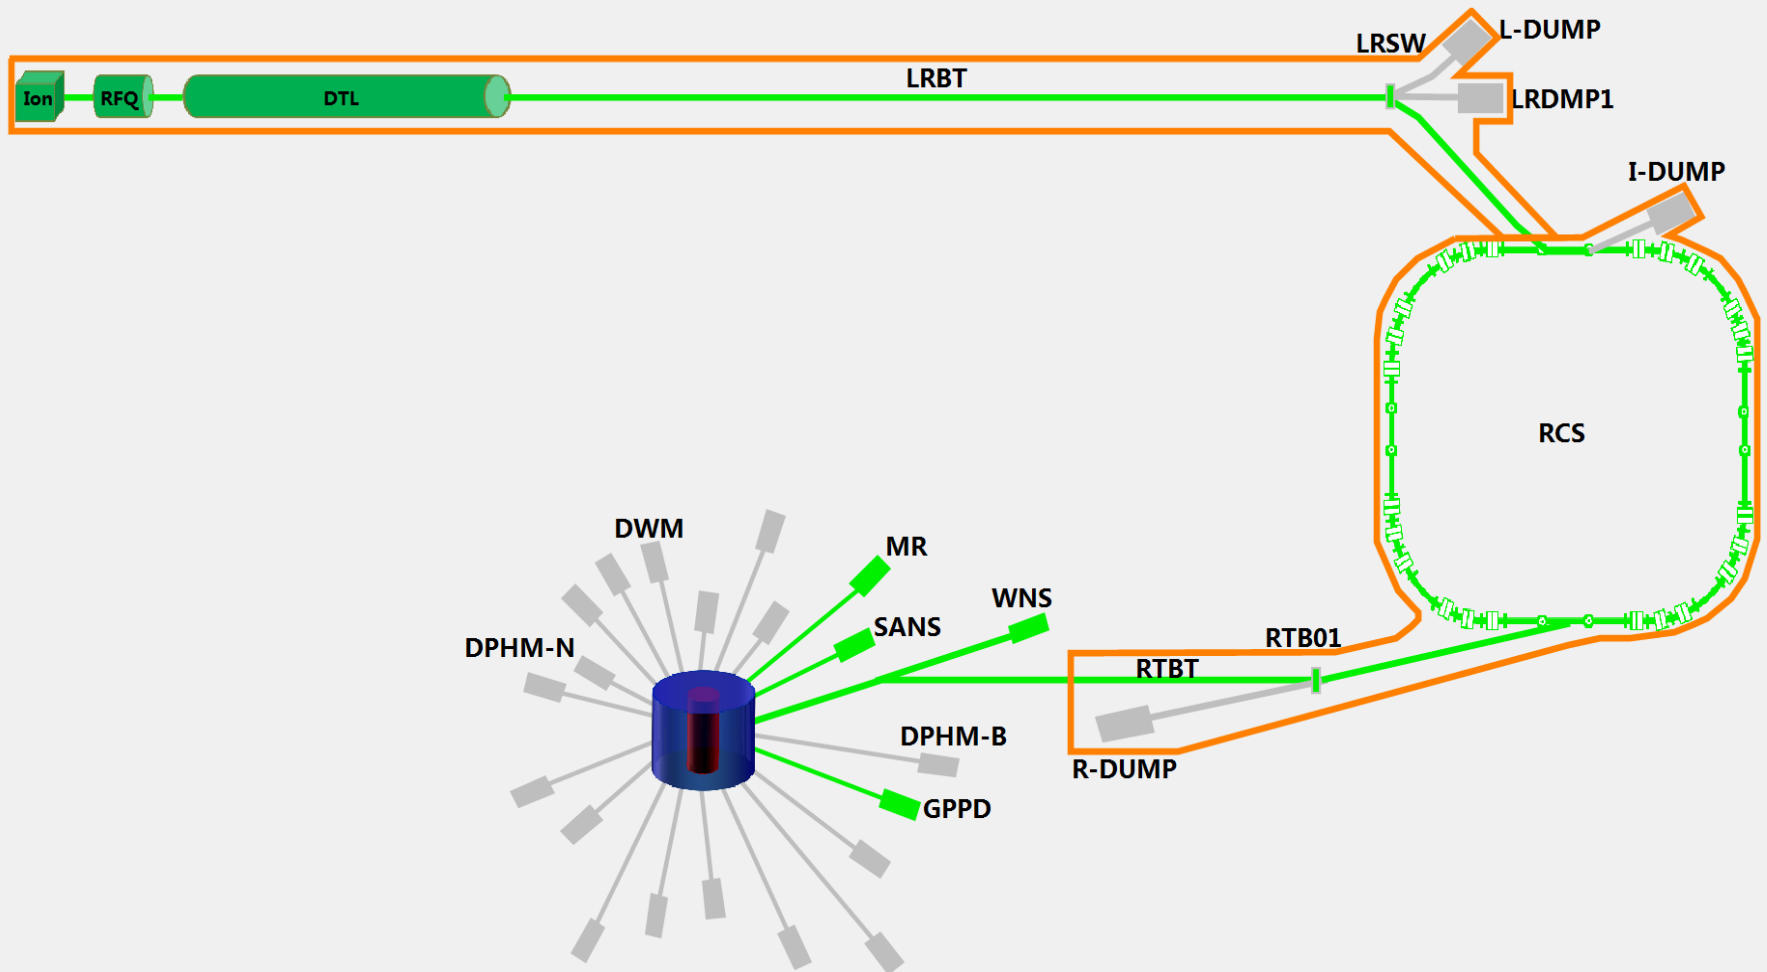 L-DUMP
LRSW
LRBT
Ion
RFQ
DTL
LRDMP1
I-DUMP
RCS
DWM
MR
WNS
SANS
RTB01
DPHM-N
RTBT
DPHM-B
R-DUMP
GPPD